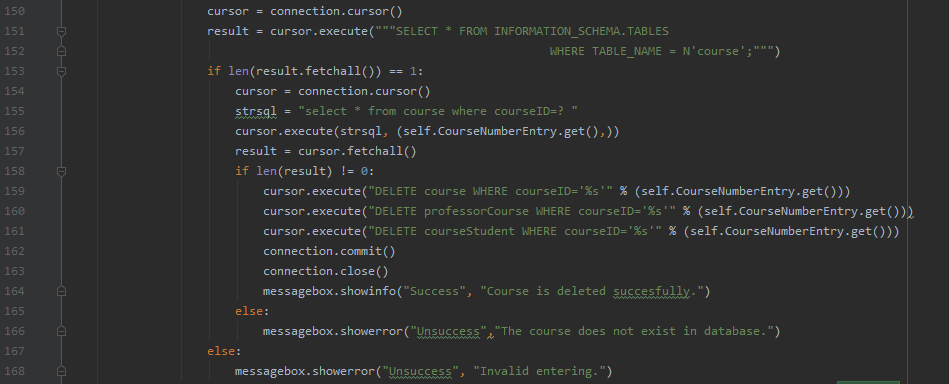 150 cursor = connection.cursor()
151 result = cursor.execute("""SELECT * FROM INFORMATION_SCHEMA.TABLES
152 WHERE TABLE_NAME = N'course';""")
153 if len(result.fetchall()) == 1:
154 cursor = connection.cursor()
155 strsql = "select * from course where courseID=? "
156 cursor.execute(strsql, (self.CourseNumberEntry.get(),))
157 result = cursor.fetchall()
158 if len(result) != 0:
159 cursor.execute("DELETE course WHERE courseID='%s'" % (self.CourseNumberEntry.get()))
160 cursor.execute("DELETE professorCourse WHERE courseID='%s'" % (self.CourseNumberEntry.get()))
161 cursor.execute("DELETE courseStudent WHERE courseID='%s'" % (self.CourseNumberEntry.get()))
162 connection.commit()
163 connection.close()
164 messagebox.showinfo("Success", "Course is deleted succesfully.")
165 else:
166 messagebox.showerror("Unsuccess","The course does not exist in database.")
167 else:
168 messagebox.showerror("Unsuccess", "Invalid entering.")